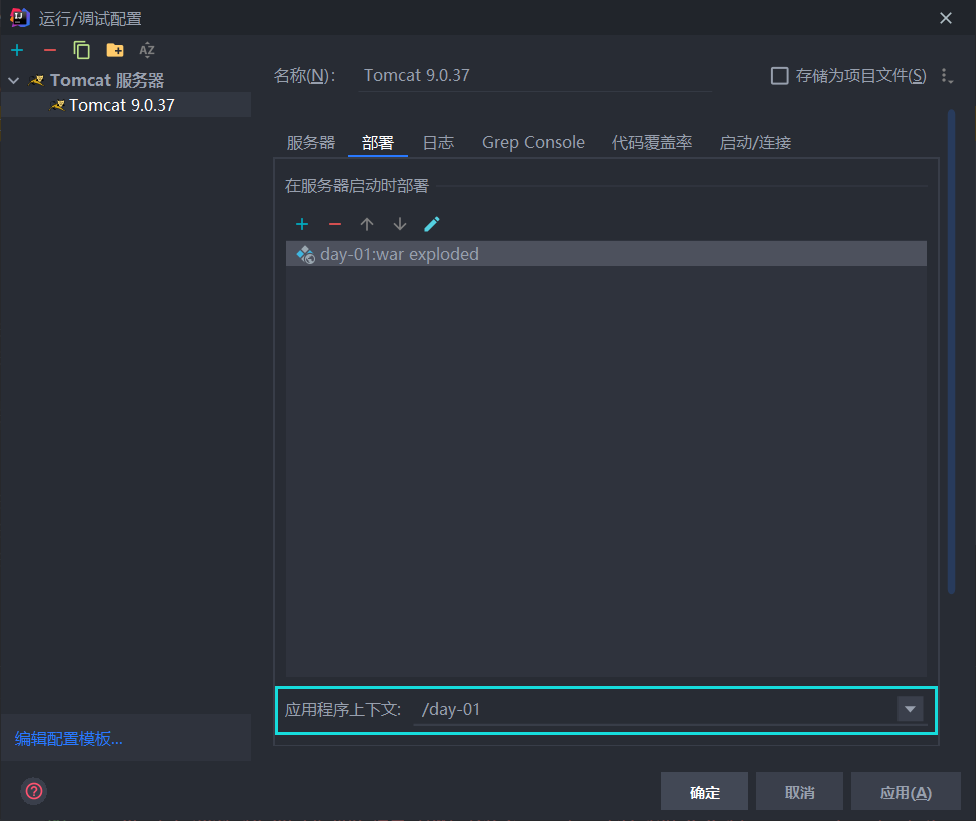 运行/调试配置
Tomcat 服务器
Tomcat 9.0.37
编辑配置模板...
名称(N):
Tomcat 9.0.37
存储为项目文件(S)
服务器 部署 日志 Grep Console 代码覆盖率 启动/连接
在服务器启动时部署
day-01:war exploded
应用程序上下文: /day-01
确定 取消 应用(A)